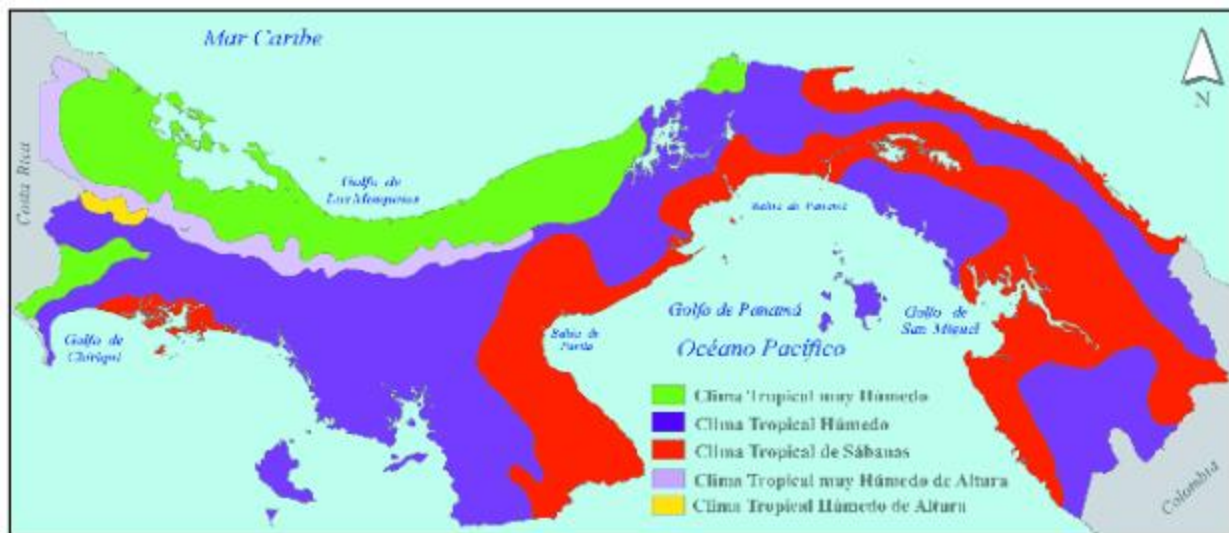 Mar Caribe
N
Costa Rica
Golfo de
Los Mosquitos
Bahía de Panamá
Golfo de
Chiriquí
Bahía de
Parita
Golfo de Panamá
Golfo de
San Miguel
Océano Pacífico
Clima Tropical muy Húmedo
Clima Tropical Húmedo
Clima Tropical de Sábanas
Clima Tropical muy Húmedo de Altura
Clima Tropical Húmedo de Altura
Colombia